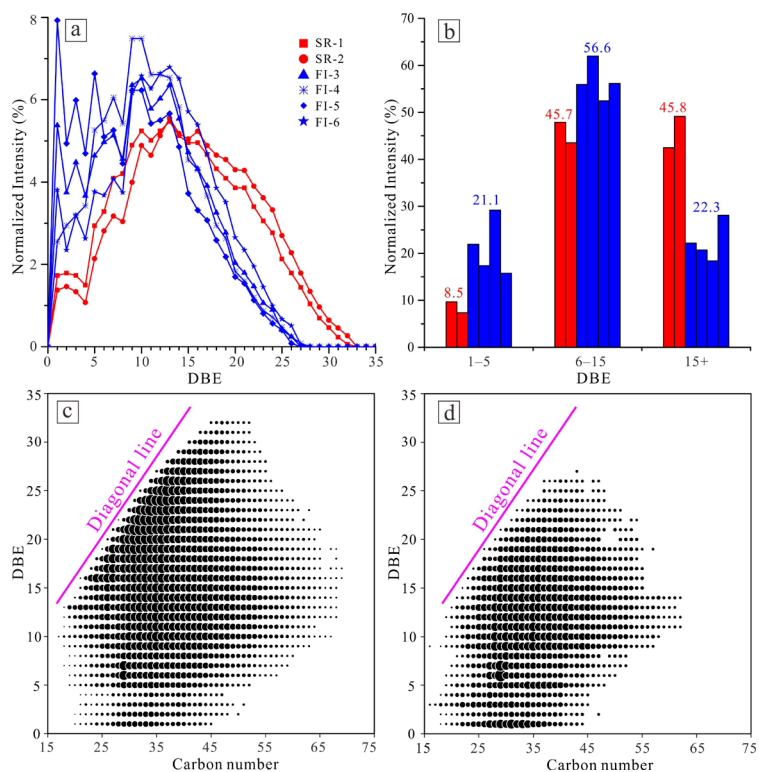 a
8
6
4
2
0
Normalized Intensity (%)
SR-1
SR-2
FI-3
FI-4
FI-5
FI-6
0 5 10 15 20 25 30 35
DBE
b
70
60
50
40
30
20
10
0
Normalized Intensity (%)
8.5
21.1
45.7
56.6
45.8
22.3
1–5 6–15 15+
DBE
c
35
30
25
20
15
10
5
0
DBE
Diagonal line
15 25 35 45 55 65 75
Carbon number
d
35
30
25
20
15
10
5
0
DBE
Diagonal line
15 25 35 45 55 65 75
Carbon number